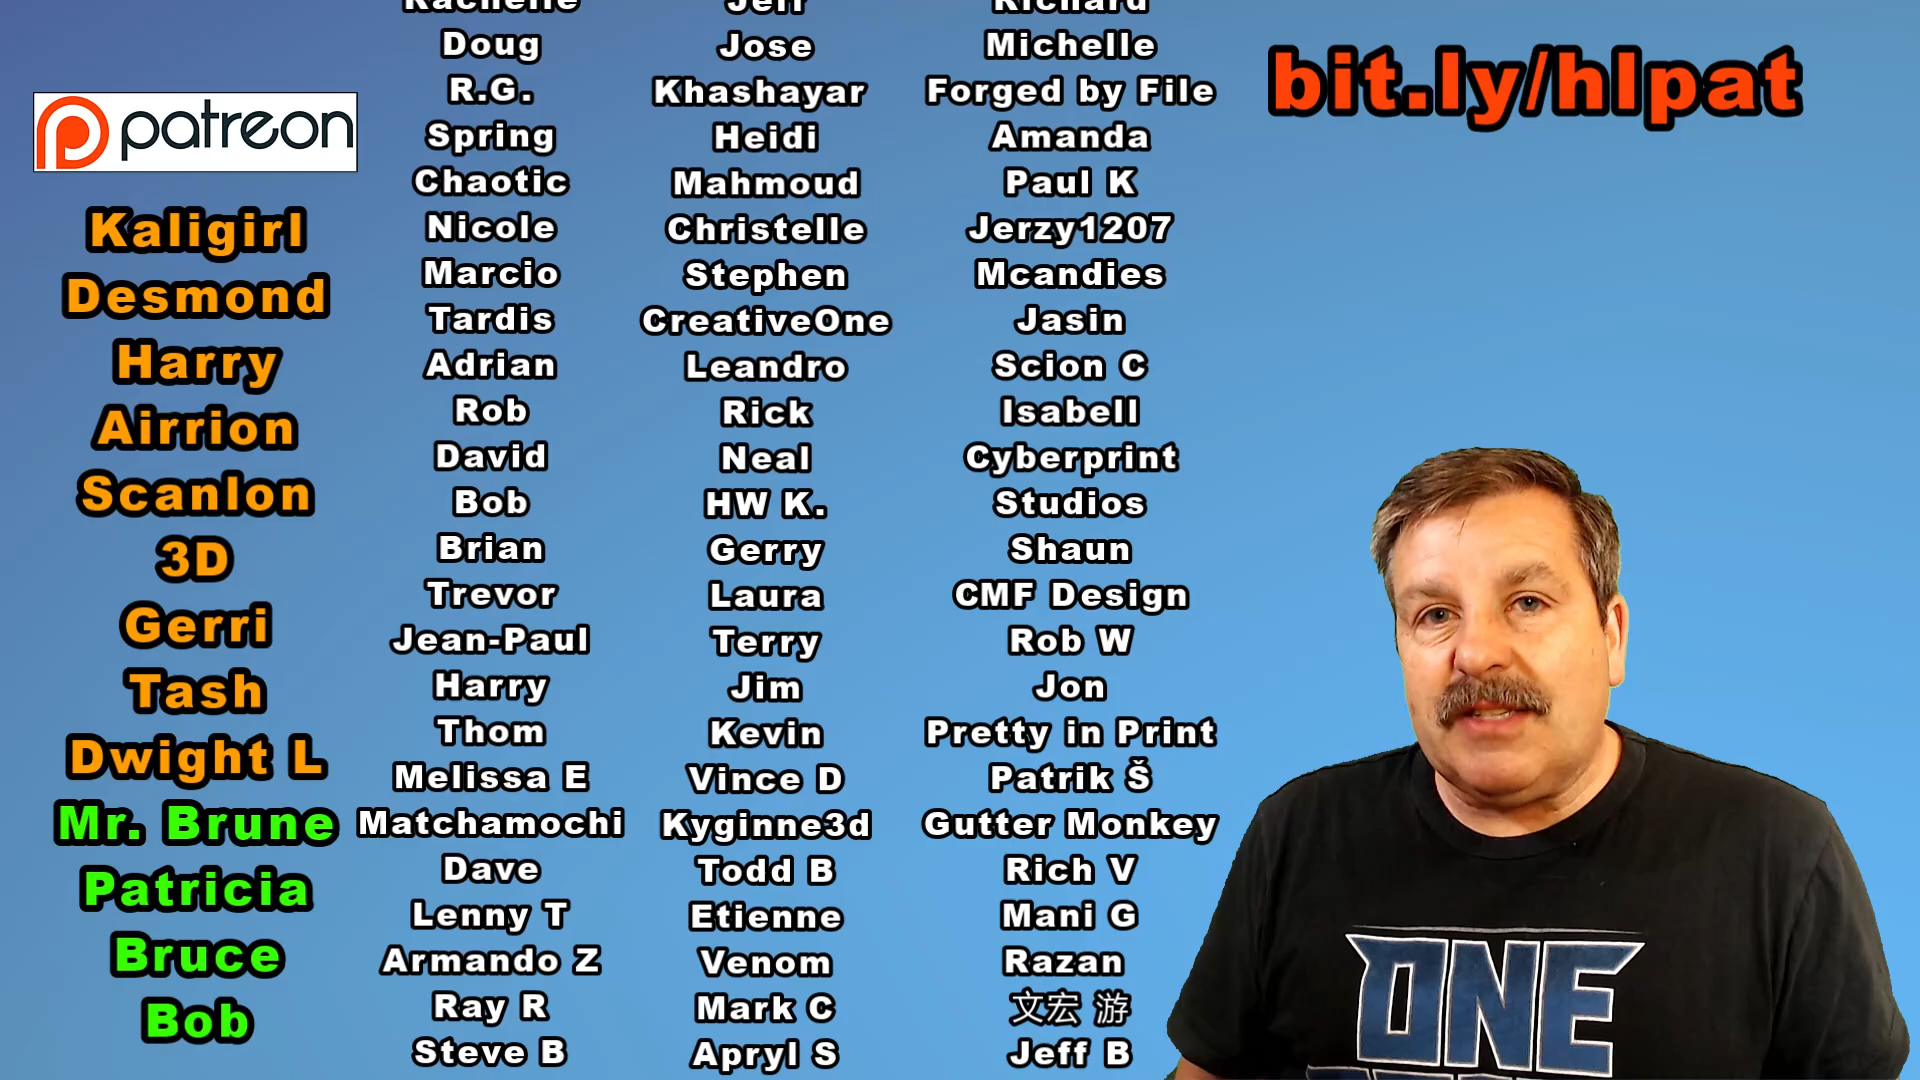 patreon
Kaligirl
Desmond
Harry
Airrion
Scanlon
3D
Gerri
Tash
Dwight L
Mr. Brune
Patricia
Bruce
Bob
Rachelle
Doug
R.G.
Spring
Chaotic
Nicole
Marcio
Tardis
Adrian
Rob
David
Bob
Brian
Trevor
Jean-Paul
Harry
Thom
Melissa E
Matchamochi
Dave
Lenny T
Armando Z
Ray R
Steve B
Jeff
Jose
Khashayar
Heidi
Mahmoud
Christelle
Stephen
CreativeOne
Leandro
Rick
Neal
HW K.
Gerry
Laura
Terry
Jim
Kevin
Vince D
Kyginne3d
Todd B
Etienne
Venom
Mark C
Apryl S
Richard
Michelle
Forged by File
Amanda
Paul K
Jerzy1207
Mcandies
Jasin
Scion C
Isabell
Cyberprint
Studios
Shaun
CMF Design
Rob W
Jon
Pretty in Print
Patrik Š
Gutter Monkey
Rich V
Mani G
Razan
文宏 游
Jeff B
bit.ly/hlpat
ONE